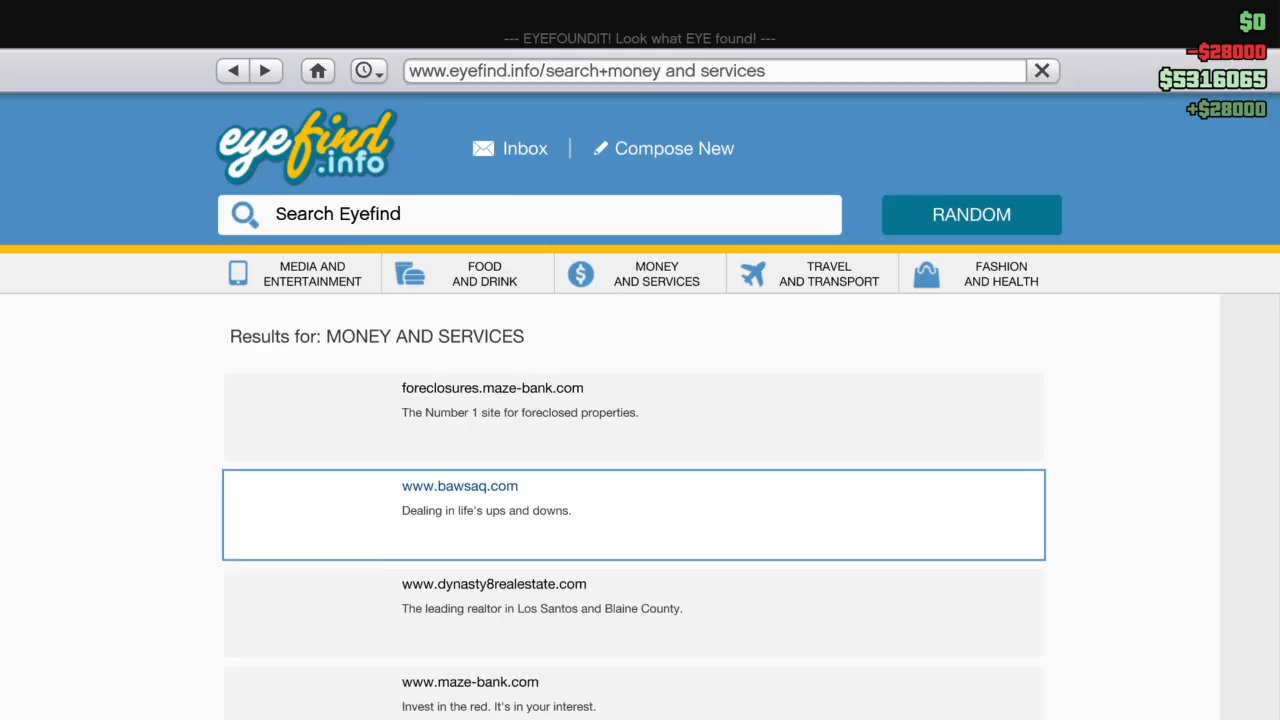 $0
--- EYEFOUNDIT! Look what EYE found! ---
-$28000
www.eyefind.info/search+money and services
$5316065
+$28000
eyefind.info
Inbox
Compose New
Search Eyefind
RANDOM
MEDIA AND
ENTERTAINMENT
FOOD
AND DRINK
MONEY
AND SERVICES
TRAVEL
AND TRANSPORT
FASHION
AND HEALTH
Results for: MONEY AND SERVICES
foreclosures.maze-bank.com
The Number 1 site for foreclosed properties.
www.bawsaq.com
Dealing in life's ups and downs.
www.dynasty8realestate.com
The leading realtor in Los Santos and Blaine County.
www.maze-bank.com
Invest in the red. It's in your interest.